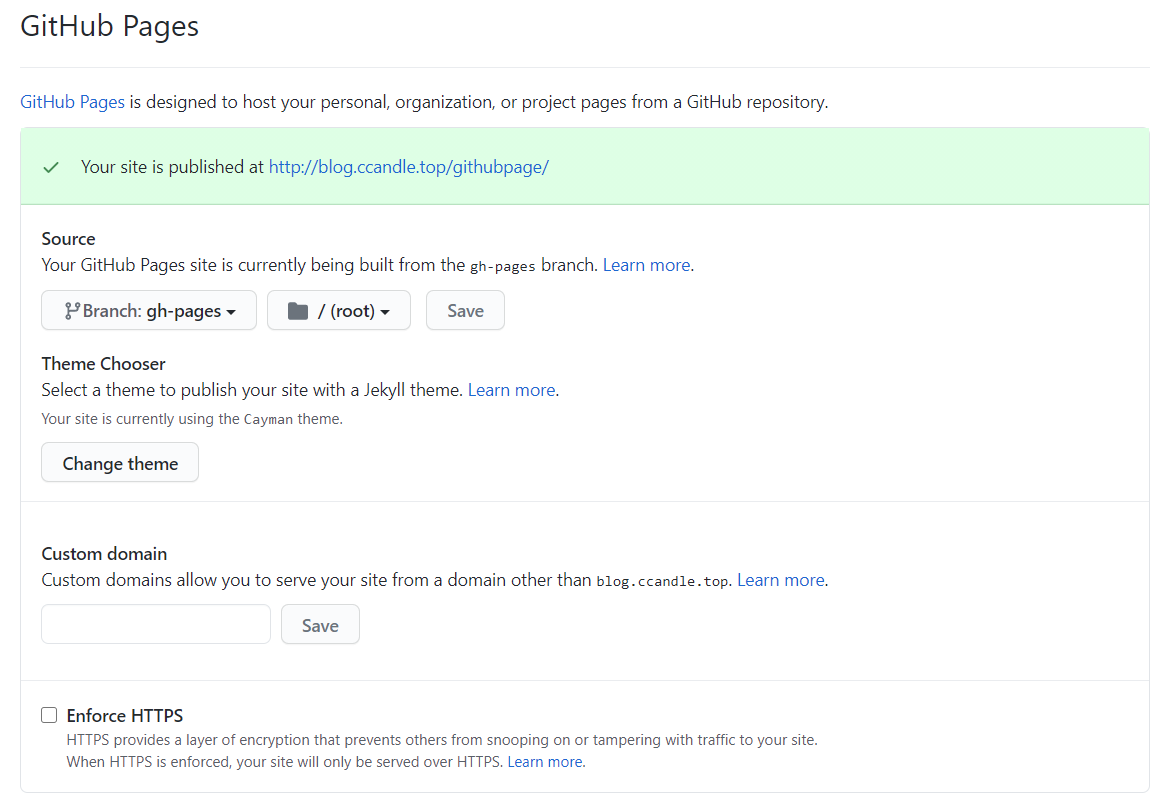 GitHub Pages
GitHub Pages is designed to host your personal, organization, or project pages from a GitHub repository.
Your site is published at http://blog.ccandle.top/githubpage/
Source
Your GitHub Pages site is currently being built from the gh-pages branch. Learn more.
Branch: gh-pages / (root) Save
Theme Chooser
Select a theme to publish your site with a Jekyll theme. Learn more.
Your site is currently using the Cayman theme.
Change theme
Custom domain
Custom domains allow you to serve your site from a domain other than blog.ccandle.top. Learn more.
Save
Enforce HTTPS
HTTPS provides a layer of encryption that prevents others from snooping on or tampering with traffic to your site.
When HTTPS is enforced, your site will only be served over HTTPS. Learn more.